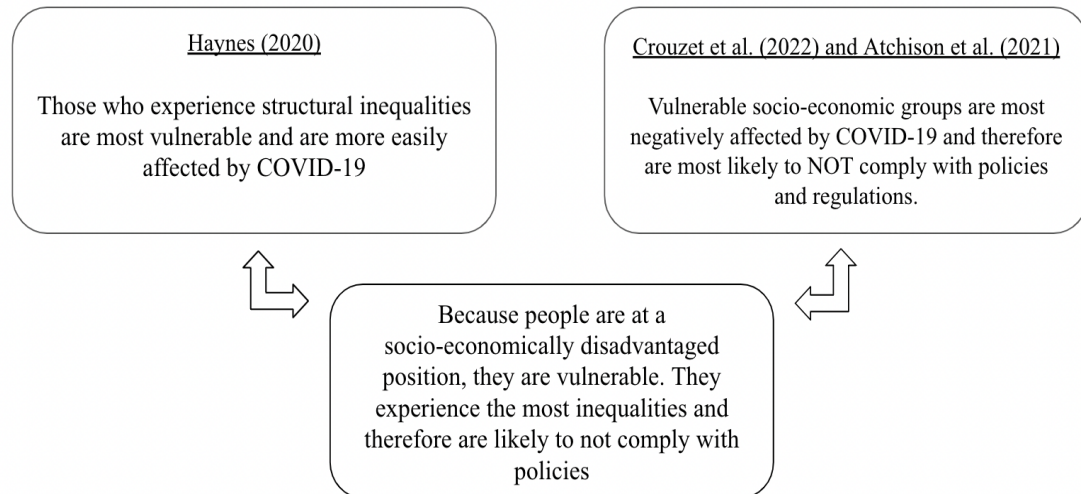 Haynes (2020)
Those who experience structural inequalities
are most vulnerable and are more easily
affected by COVID-19
Crouzet et al. (2022) and Atchison et al. (2021)
Vulnerable socio-economic groups are most
negatively affected by COVID-19 and therefore
are most likely to NOT comply with policies
and regulations.
Because people are at a
socio-economically disadvantaged
position, they are vulnerable. They
experience the most inequalities and
therefore are likely to not comply with
policies